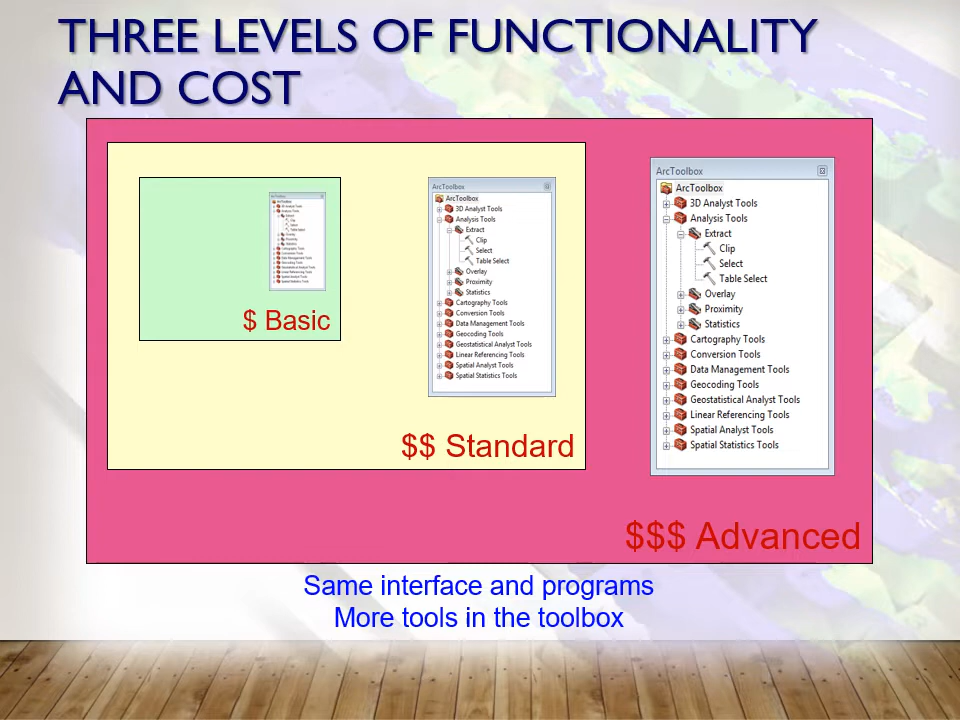 THREE LEVELS OF FUNCTIONALITY
AND COST
$ Basic
ArcToolbox
ArcToolbox
3D Analyst Tools
Analysis Tools
Extract
Clip
Select
Table Select
Overlay
Proximity
Statistics
Cartography Tools
Conversion Tools
Data Management Tools
Geocoding Tools
Geostatistical Analyst Tools
Linear Referencing Tools
Spatial Analyst Tools
Spatial Statistics Tools
$$ Standard
ArcToolbox
ArcToolbox
3D Analyst Tools
Analysis Tools
Extract
Clip
Select
Table Select
Overlay
Proximity
Statistics
Cartography Tools
Conversion Tools
Data Management Tools
Geocoding Tools
Geostatistical Analyst Tools
Linear Referencing Tools
Spatial Analyst Tools
Spatial Statistics Tools
$$$ Advanced
Same interface and programs
More tools in the toolbox